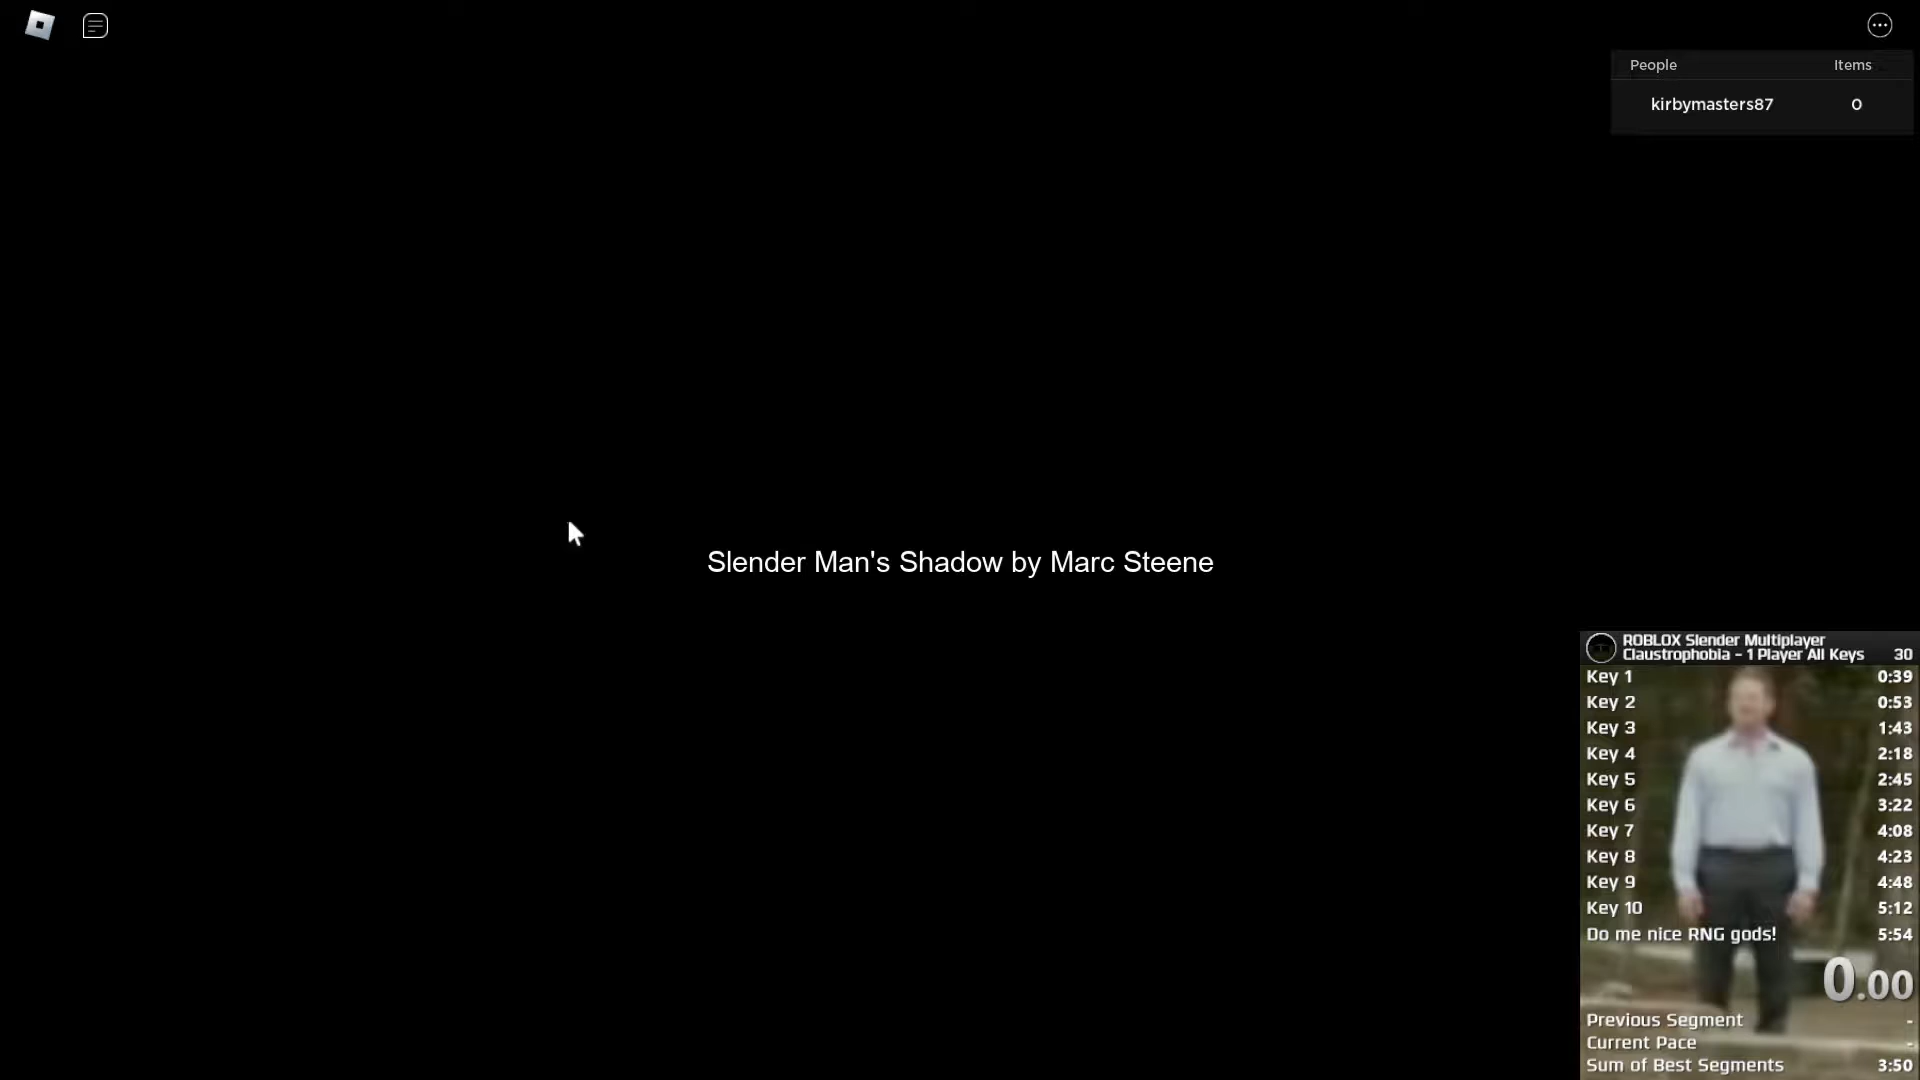 People Items
kirbymasters87 0
Slender Man's Shadow by Marc Steene
ROBLOX Slender Multiplayer
Claustrophobia - 1 Player All Keys 30
Key 1 0:39
Key 2 0:53
Key 3 1:43
Key 4 2:18
Key 5 2:45
Key 6 3:22
Key 7 4:08
Key 8 4:23
Key 9 4:48
Key 10 5:12
Do me nice RNG gods! 5:54
0.00
Previous Segment -
Current Pace -
Sum of Best Segments 3:50